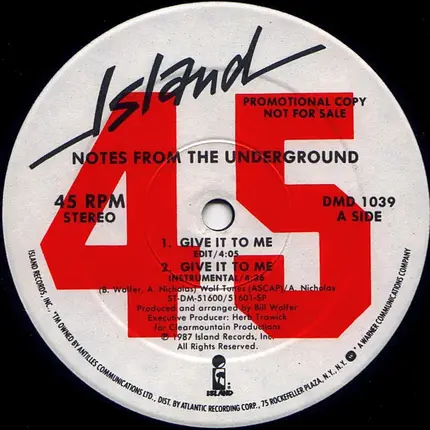 Island
45
PROMOTIONAL COPY
NOT FOR SALE
NOTES FROM THE UNDERGROUND
45 RPM
STEREO
DMD 1039
A SIDE
1. GIVE IT TO ME
EDIT/4:05
2. GIVE IT TO ME
INSTRUMENTAL/4:26
(B. Wolfer, A. Nicholas) Wolf Tunes (ASCAP)/A. Nicholas
ST-DM-51600/51601-SP
Produced and arranged by Bill Wolfer
Executive Producer: Herb Trawick
for Clearmountain Productions
℗1987 Island Records, Inc.
All Rights Reserved.
ISLAND
ISLAND RECORDS, INC., TM OWNED BY ANTILLES COMMUNICATIONS LTD., DIST. BY ATLANTIC RECORDING CORP., 75 ROCKEFELLER PLAZA, N.Y., N.Y. A WARNER COMMUNICATIONS COMPANY